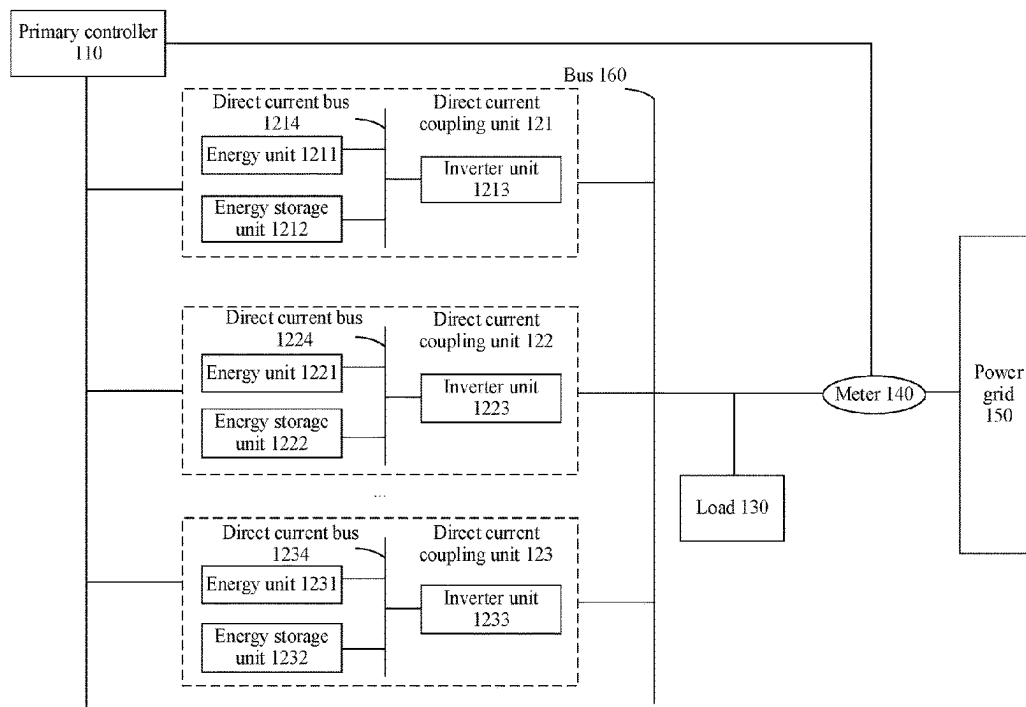 Primary controller
110
Bus 160
Direct current bus
1214
Direct current
coupling unit 121
Energy unit 1211
Inverter unit
1213
Energy storage
unit 1212
Direct current bus
1224
Direct current
coupling unit 122
Energy unit 1221
Inverter unit
1223
Energy storage
unit 1222
...
Direct current bus
1234
Direct current
coupling unit 123
Energy unit 1231
Inverter unit
1233
Energy storage
unit 1232
Load 130
Meter 140
Power
grid
150